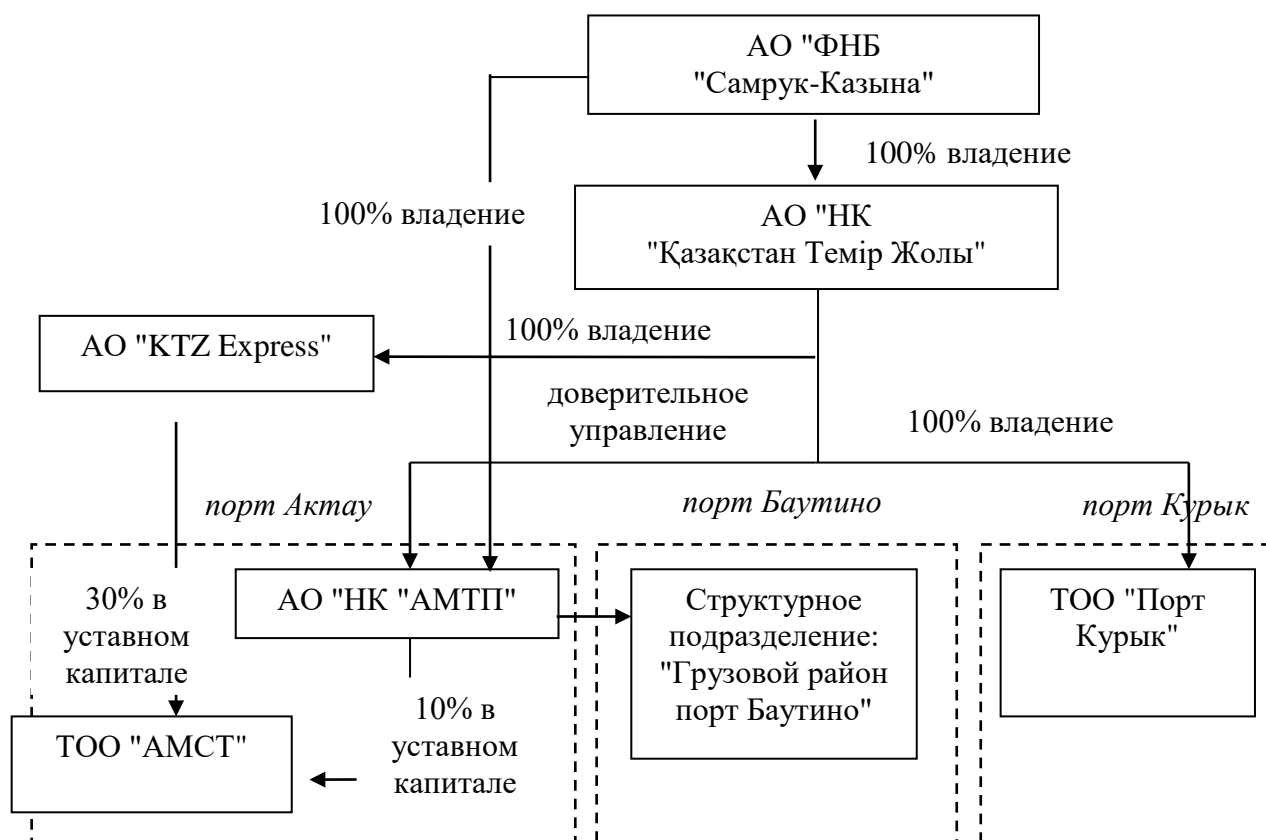 АО "ФНБ
"Самрук-Казына"
100% владение
100% владение
АО "НК
"Қазақстан Темір Жолы"
АО "KTZ Express"
100% владение
доверительное
управление
100% владение
порт Актау
порт Баутино
порт Курык
30% в
уставном
капитале
АО "НК "АМТП"
Структурное
подразделение:
"Грузовой район
порт Баутино"
ТОО "Порт
Курык"
ТОО "АМСТ"
10% в
уставном
капитале